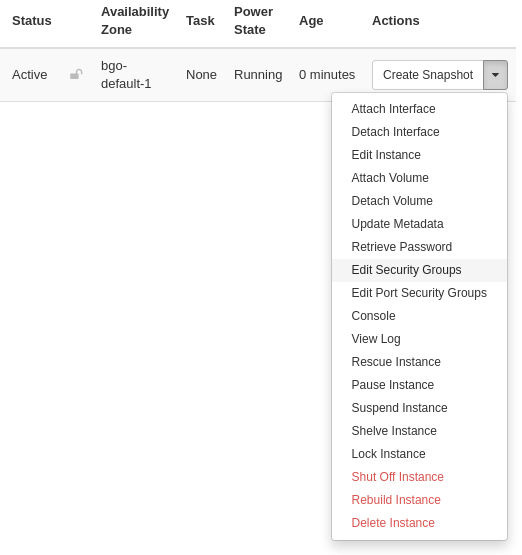 Status Availability Zone Task Power State Age Actions
Active bgo-default-1 None Running 0 minutes Create Snapshot
Attach Interface
Detach Interface
Edit Instance
Attach Volume
Detach Volume
Update Metadata
Retrieve Password
Edit Security Groups
Edit Port Security Groups
Console
View Log
Rescue Instance
Pause Instance
Suspend Instance
Shelve Instance
Lock Instance
Shut Off Instance
Rebuild Instance
Delete Instance